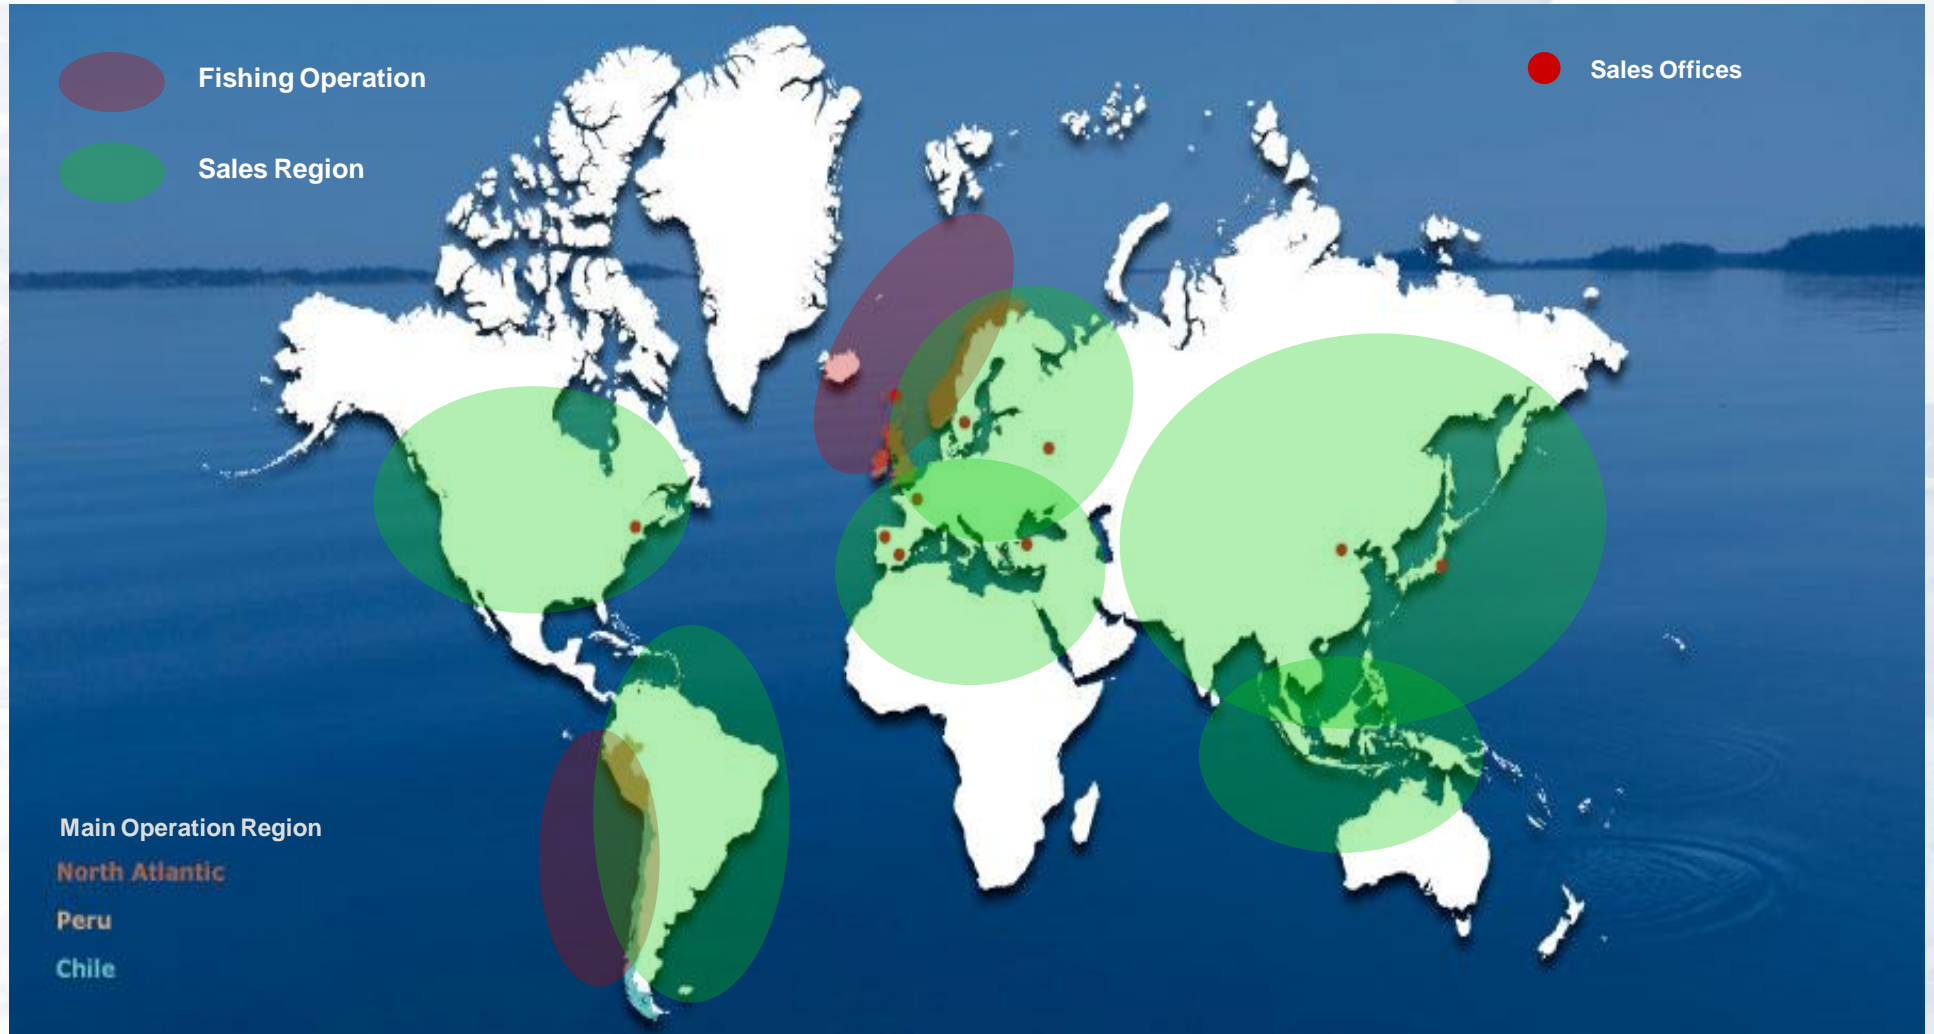 Fishing Operation
Sales Region
Sales Offices
Main Operation Region
North Atlantic
Peru
Chile